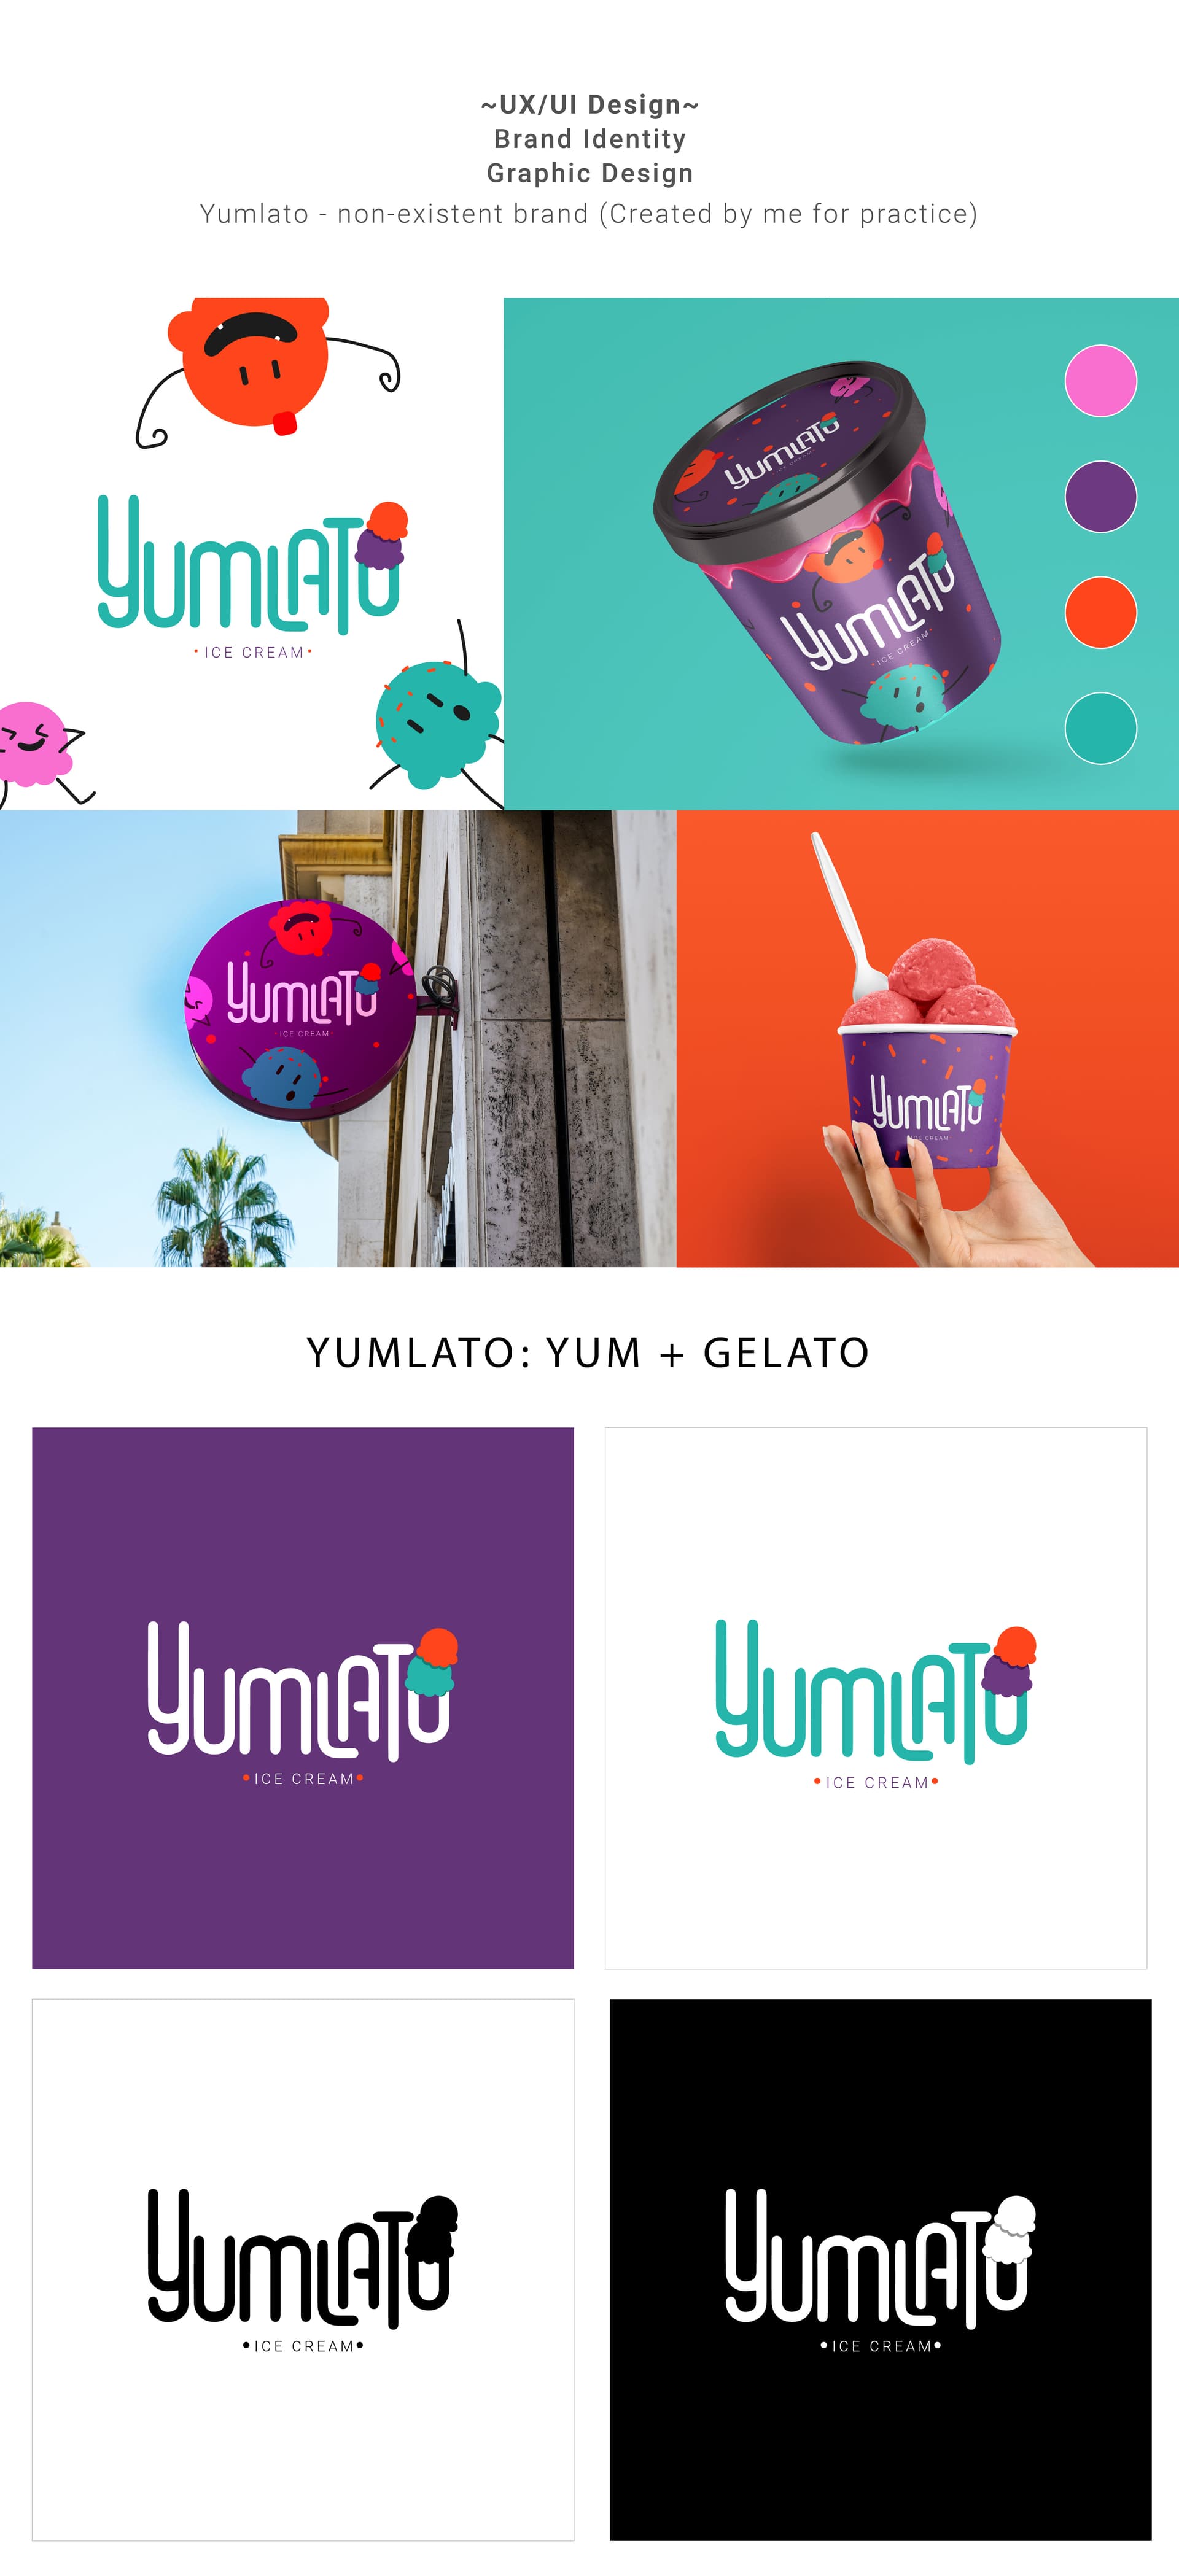 ~UX/UI Design~
Brand Identity
Graphic Design
Yumlato - non-existent brand (Created by me for practice)
YUMLATO
• ICE CREAM •
YUMLATO
ICE CREAM
YUMLATO
• ICE CREAM •
YUMLATO
• ICE CREAM •
YUMLATO
ICE CREAM
YUMLATO: YUM + GELATO
YUMLATO
• ICE CREAM •
YUMLATO
• ICE CREAM •
YUMLATO
• ICE CREAM •
YUMLATO
• ICE CREAM •